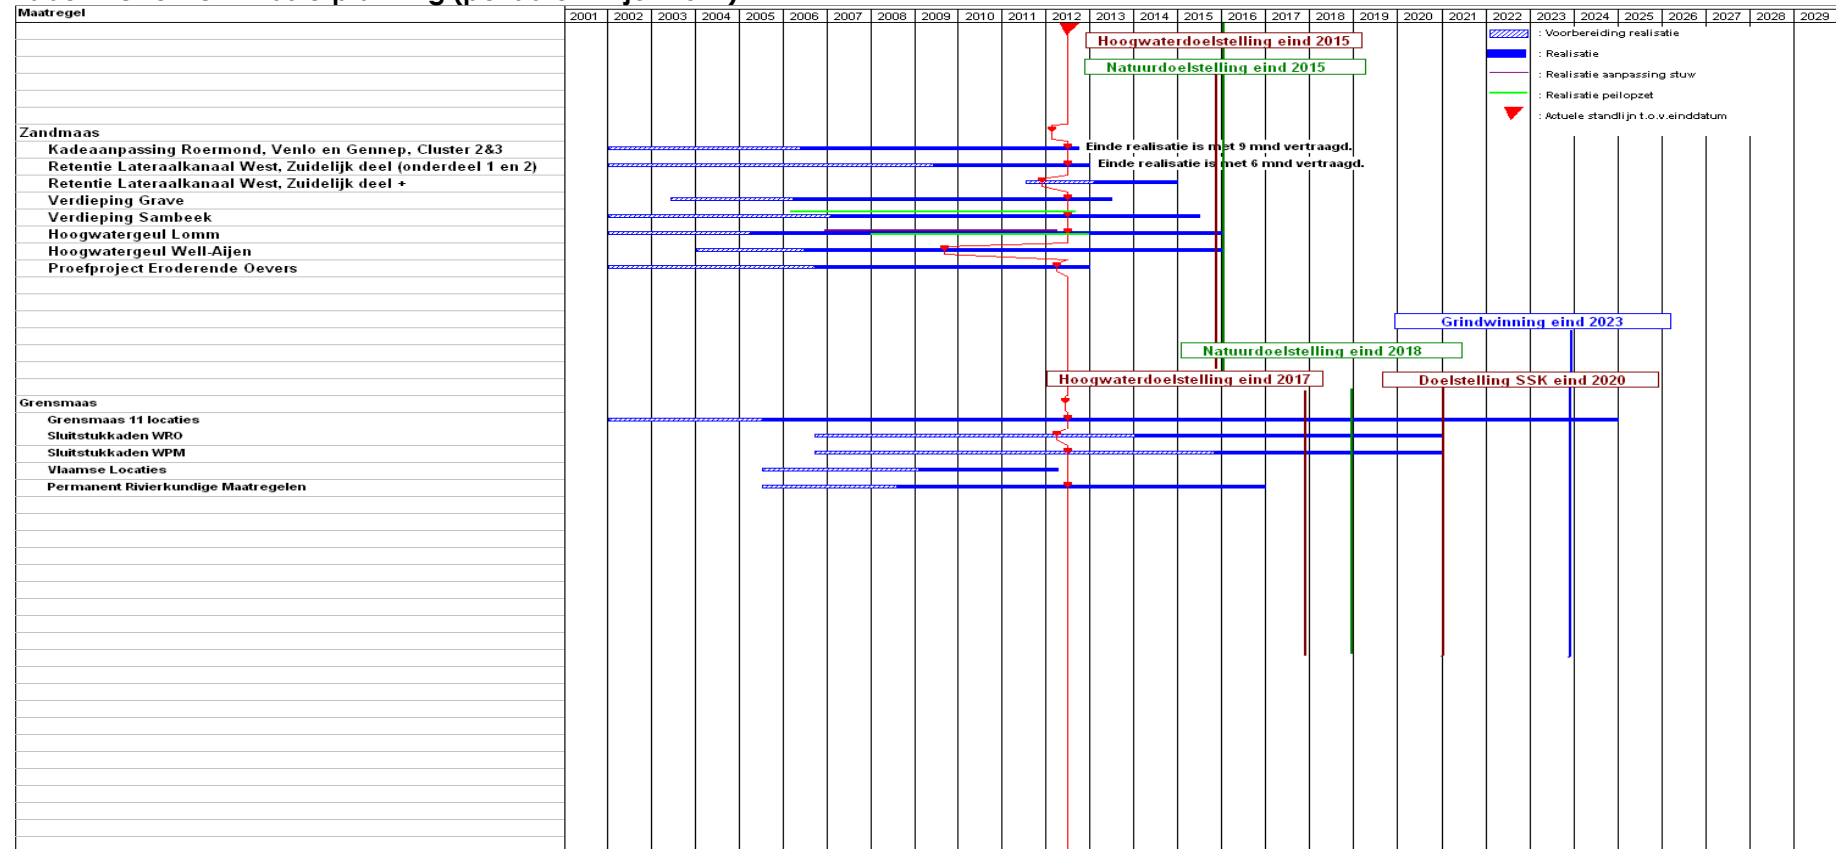 Maatregel
2001 2002 2003 2004 2005 2006 2007 2008 2009 2010 2011 2012 2013 2014 2015 2016 2017 2018 2019 2020 2021 2022 2023 2024 2025 2026 2027 2028 2029
: Voorbereiding realisatie
Hoogwaterdoelstelling eind 2015
: Realisatie
Natuurdoelstelling eind 2015
: Realisatie aanpassing stuw
: Realisatie peilopzet
: Actuele standlijn t.o.v.einddatum
Zandmaas
Kadeaanpassing Roermond, Venlo en Gennep, Cluster 2&3
Einde realisatie is met 9 mnd vertraagd.
Retentie Lateraalkanaal West, Zuidelijk deel (onderdeel 1 en 2)
Einde realisatie is met 6 mnd vertraagd.
Retentie Lateraalkanaal West, Zuidelijk deel +
Verdieping Grave
Verdieping Sambeek
Hoogwatergeul Lomm
Hoogwatergeul Well-Aijen
Proefproject Eroderende Oevers
Grindwinning eind 2023
Natuurdoelstelling eind 2018
Hoogwaterdoelstelling eind 2017
Doelstelling SSK eind 2020
Grensmaas
Grensmaas 11 locaties
Sluitstukkaden WRO
Sluitstukkaden WPM
Vlaamse Locaties
Permanent Rivierkundige Maatregelen